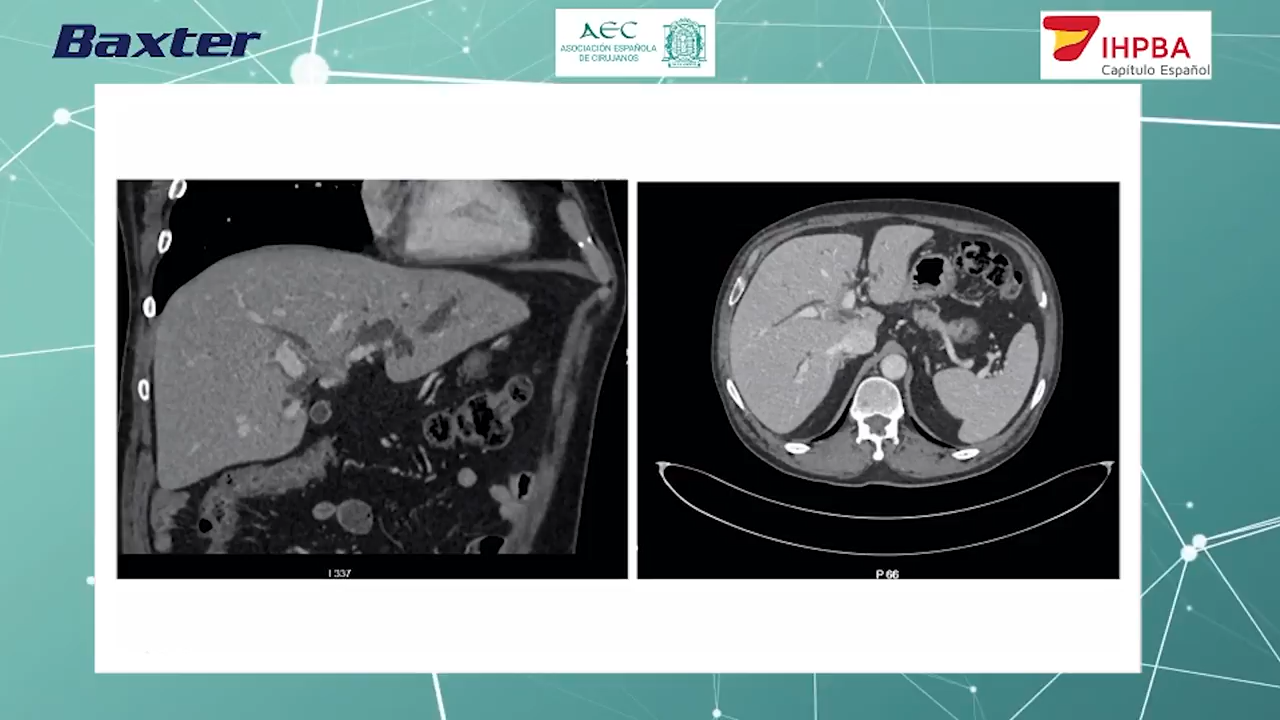 Baxter
AEC
ASOCIACIÓN ESPAÑOLA
DE CIRUJANOS
IHPBA
Capítulo Español
I 337
P 66